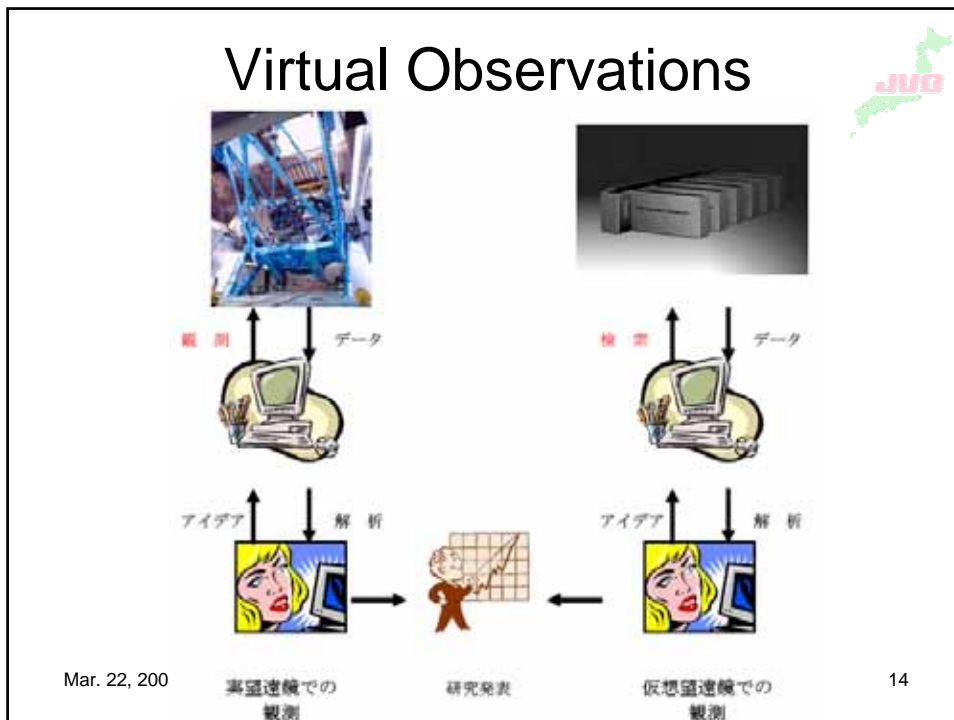 Virtual Observations
JVO
観 測
データ
検 索
データ
アイデア
解 析
アイデア
解 析
Mar. 22, 200
実望遠鏡での
観測
研究発表
仮想望遠鏡での
観測
14